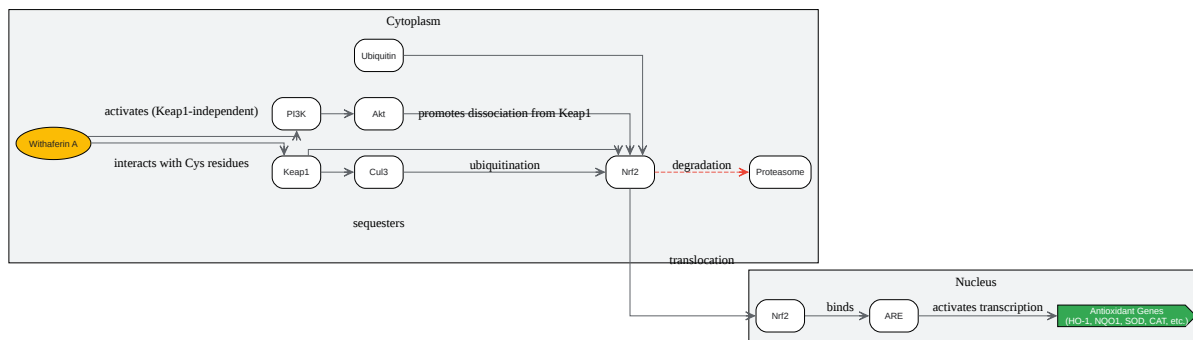 Cytoplasm
Ubiquitin
activates (Keap1-independent)
PI3K
Akt
promotes dissociation from Keap1
Withaferin A
interacts with Cys residues
Keap1
Cul3
ubiquitination
Nrf2
degradation
Proteasome
sequesters
translocation
Nucleus
Nrf2
binds
ARE
activates transcription
Antioxidant Genes
(HO-1, NQO1, SOD, CAT, etc.)